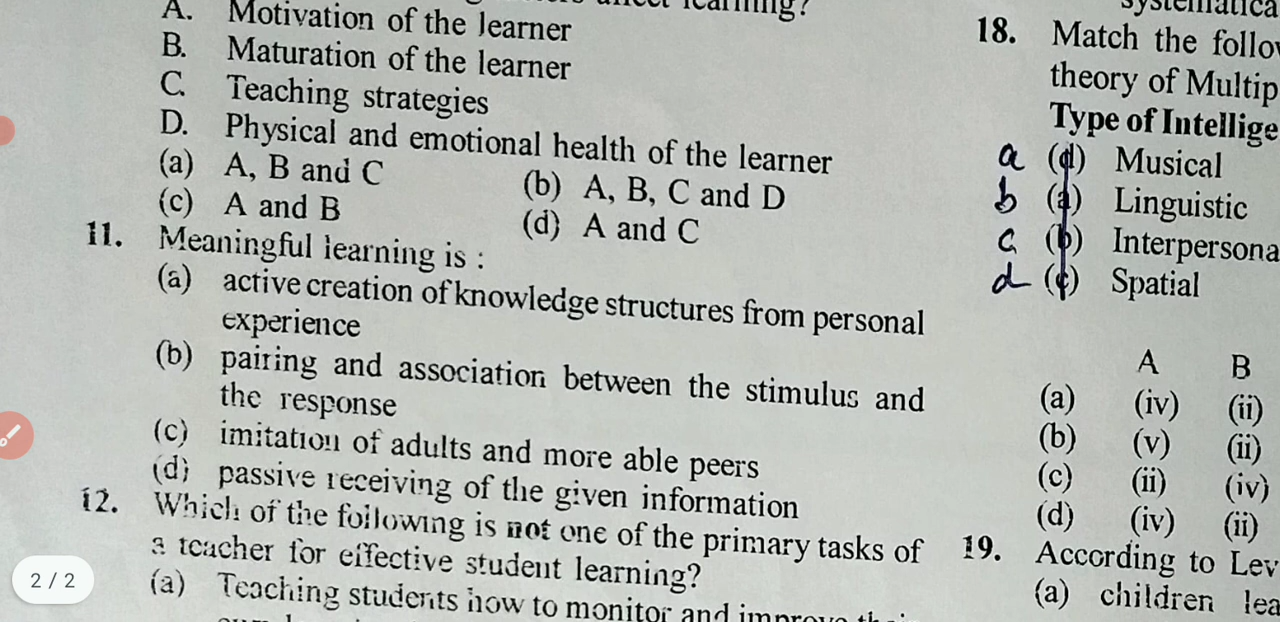 learning?
A. Motivation of the learner
B. Maturation of the learner
C. Teaching strategies
D. Physical and emotional health of the learner
(a) A, B and C (b) A, B, C and D
(c) A and B (d) A and C
11. Meaningful learning is :
(a) active creation of knowledge structures from personal
experience
(b) pairing and association between the stimulus and
the response
(c) imitation of adults and more able peers
(d) passive receiving of the given information
12. Which of the following is not one of the primary tasks of
a teacher for effective student learning?
(a) Teaching students how to monitor and improve
2 / 2
18. Match the follo
theory of Multip
Type of Intellige
a (d) Musical
b (a) Linguistic
c (b) Interpersona
d (c) Spatial
A B
(a) (iv) (ii)
(b) (v) (ii)
(c) (ii) (iv)
(d) (iv) (ii)
19. According to Lev
(a) children lea